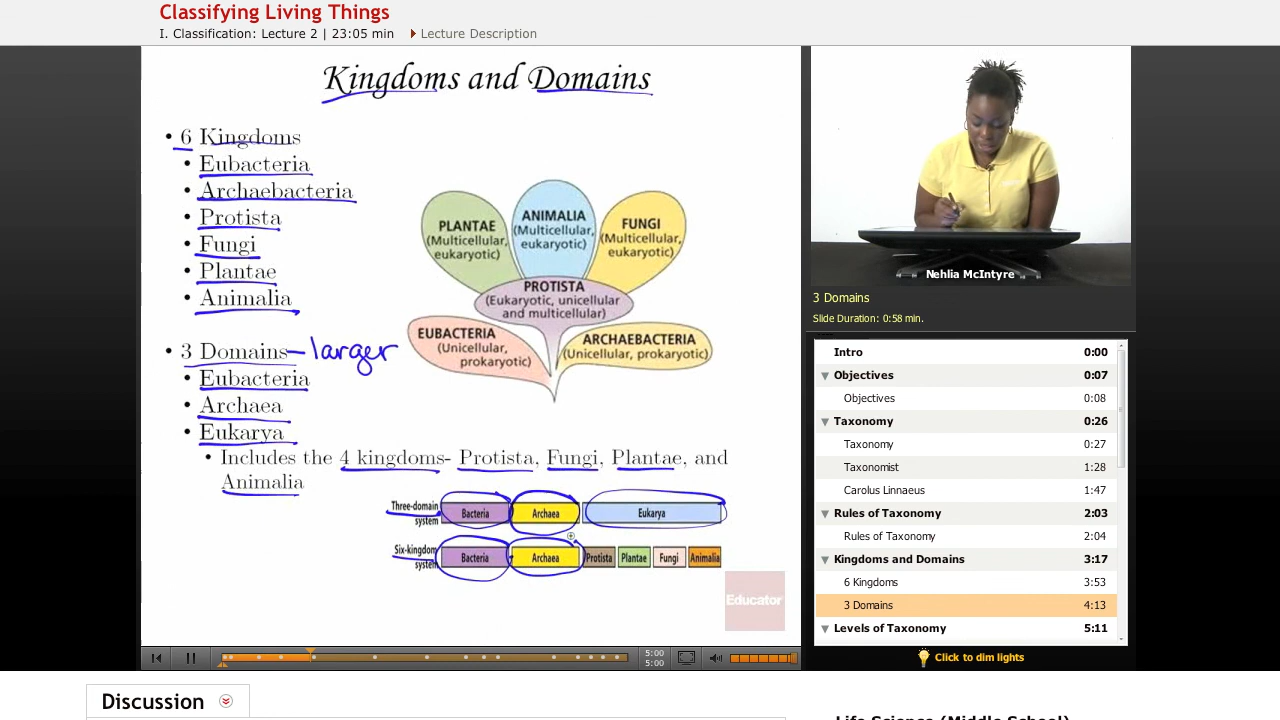 Classifying Living Things
I. Classification: Lecture 2 | 23:05 min
Lecture Description
Kingdoms and Domains
• 6 Kingdoms
• Eubacteria
• Archaebacteria
• Protista
• Fungi
• Plantae
• Animalia
• 3 Domains – larger
• Eubacteria
• Archaea
• Eukarya
• Includes the 4 kingdoms- Protista, Fungi, Plantae, and
Animalia
PLANTAE
(Multicellular,
eukaryotic)
ANIMALIA
(Multicellular,
eukaryotic)
FUNGI
(Multicellular,
eukaryotic)
PROTISTA
(Eukaryotic, unicellular
and multicellular)
EUBACTERIA
(Unicellular,
prokaryotic)
ARCHAEBACTERIA
(Unicellular, prokaryotic)
Three-domain
system
Bacteria
Archaea
Eukarya
Six-kingdom
system
Bacteria
Archaea
Protista
Plantae
Fungi
Animalia
Educator
Nehlia McIntyre
3 Domains
Slide Duration: 0:58 min.
Intro 0:00
Objectives 0:07
Objectives 0:08
Taxonomy 0:26
Taxonomy 0:27
Taxonomist 1:28
Carolus Linnaeus 1:47
Rules of Taxonomy 2:03
Rules of Taxonomy 2:04
Kingdoms and Domains 3:17
6 Kingdoms 3:53
3 Domains 4:13
Levels of Taxonomy 5:11
5:00
5:00
Click to dim lights
Discussion
Life Science (Middle School)